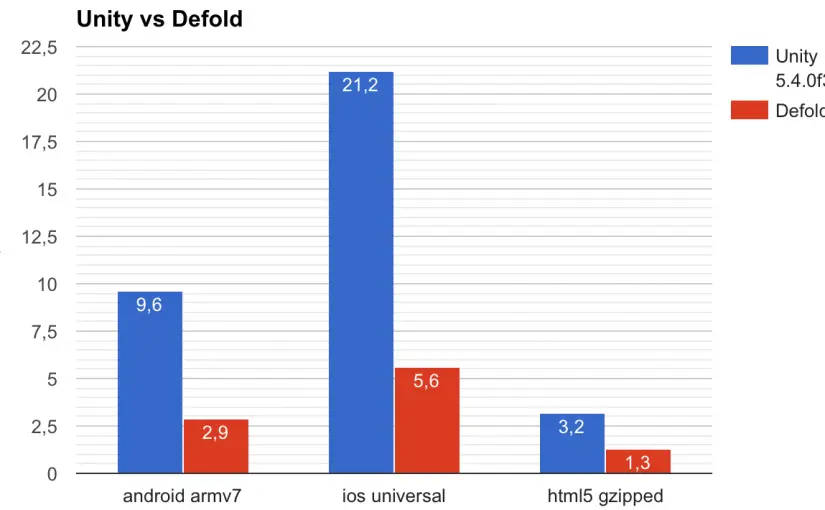 Unity vs Defold
22,5
20
17,5
15
12,5
10
7,5
5
2,5
0
9,6
2,9
21,2
5,6
3,2
1,3
android armv7
ios universal
html5 gzipped
Unity
5.4.0f3
Defold